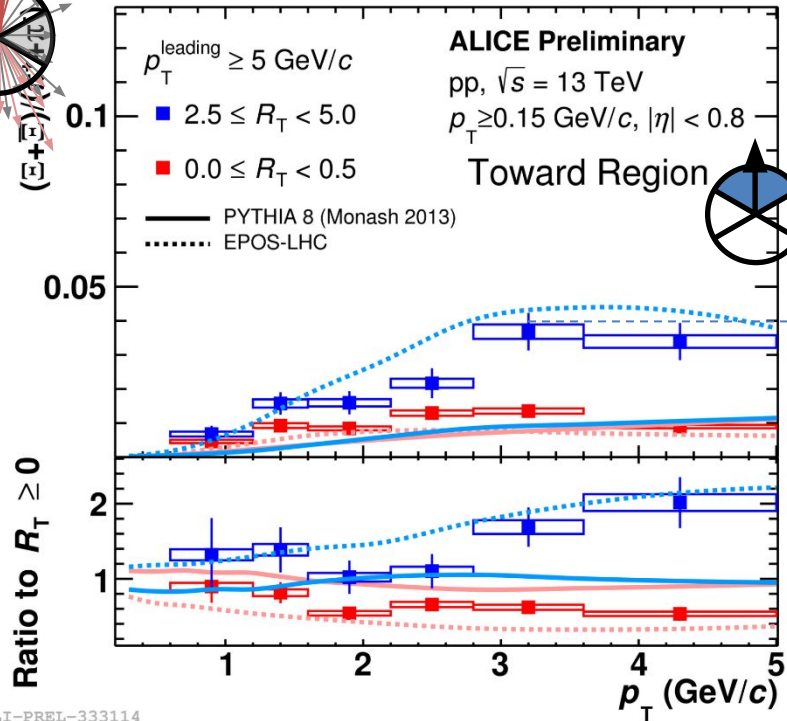 p_T^leading ≥ 5 GeV/c
2.5 ≤ R_T < 5.0
0.0 ≤ R_T < 0.5
PYTHIA 8 (Monash 2013)
EPOS-LHC
ALICE Preliminary
pp, √s = 13 TeV
p_T≥0.15 GeV/c, |η| < 0.8
Toward Region
0.1
0.05
Ratio to R_T ≥ 0
2
1
1 2 3 4 5
p_T (GeV/c)
I-PREL-333114